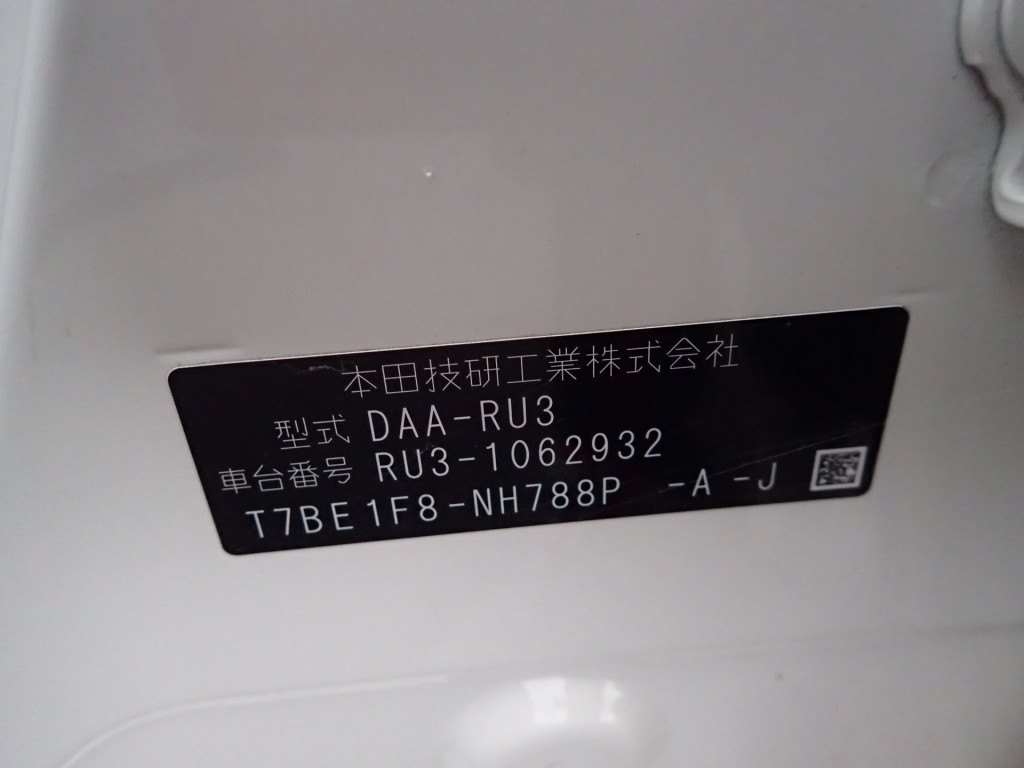 本田技研工業株式会社
型式 DAA-RU3
車台番号 RU3-1062932
T7BE1F8-NH788P -A -J